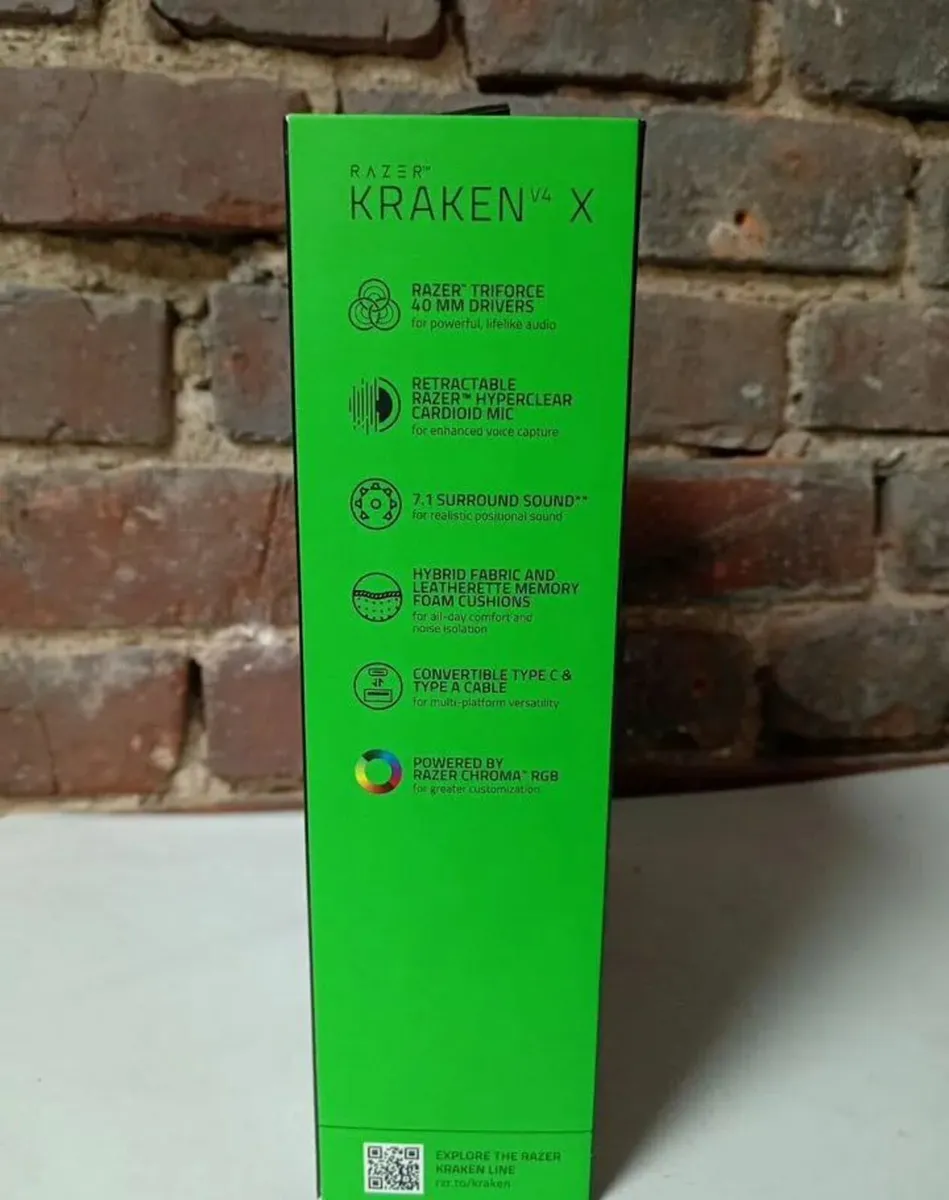 RAZER™
KRAKEN V4 X
RAZER™ TRIFORCE
40 MM DRIVERS
for powerful, lifelike audio
RETRACTABLE
RAZER™ HYPERCLEAR
CARDIOID MIC
for enhanced voice capture
7.1 SURROUND SOUND**
for realistic positional sound
HYBRID FABRIC AND
LEATHERETTE MEMORY
FOAM CUSHIONS
for all-day comfort and
noise isolation
CONVERTIBLE TYPE C &
TYPE A CABLE
for multi-platform versatility
POWERED BY
RAZER CHROMA™ RGB
for greater customization
EXPLORE THE RAZER
KRAKEN LINE
rzr.to/kraken